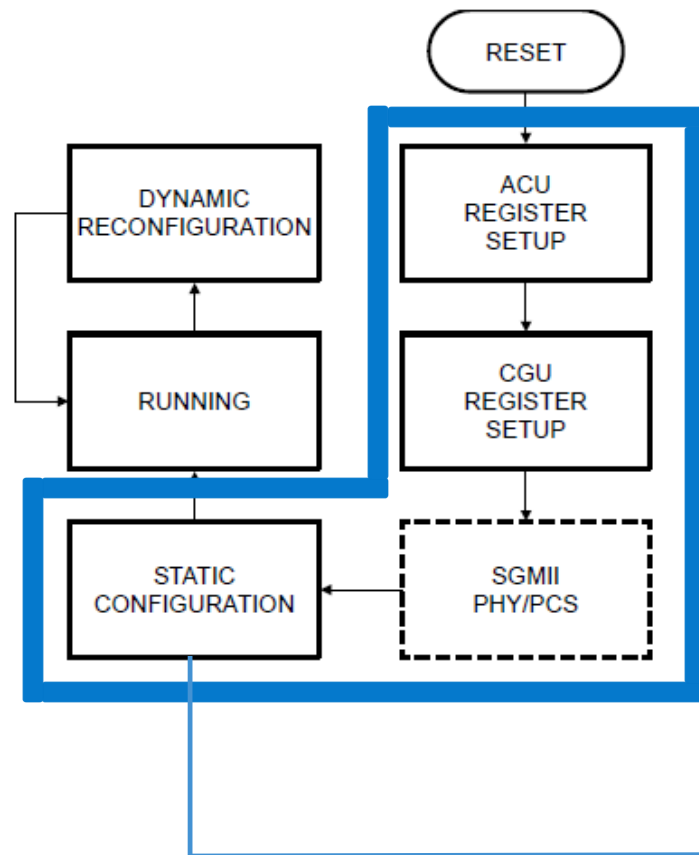 RESET
ACU
REGISTER
SETUP
CGU
REGISTER
SETUP
SGMII
PHY/PCS
STATIC
CONFIGURATION
RUNNING
DYNAMIC
RECONFIGURATION